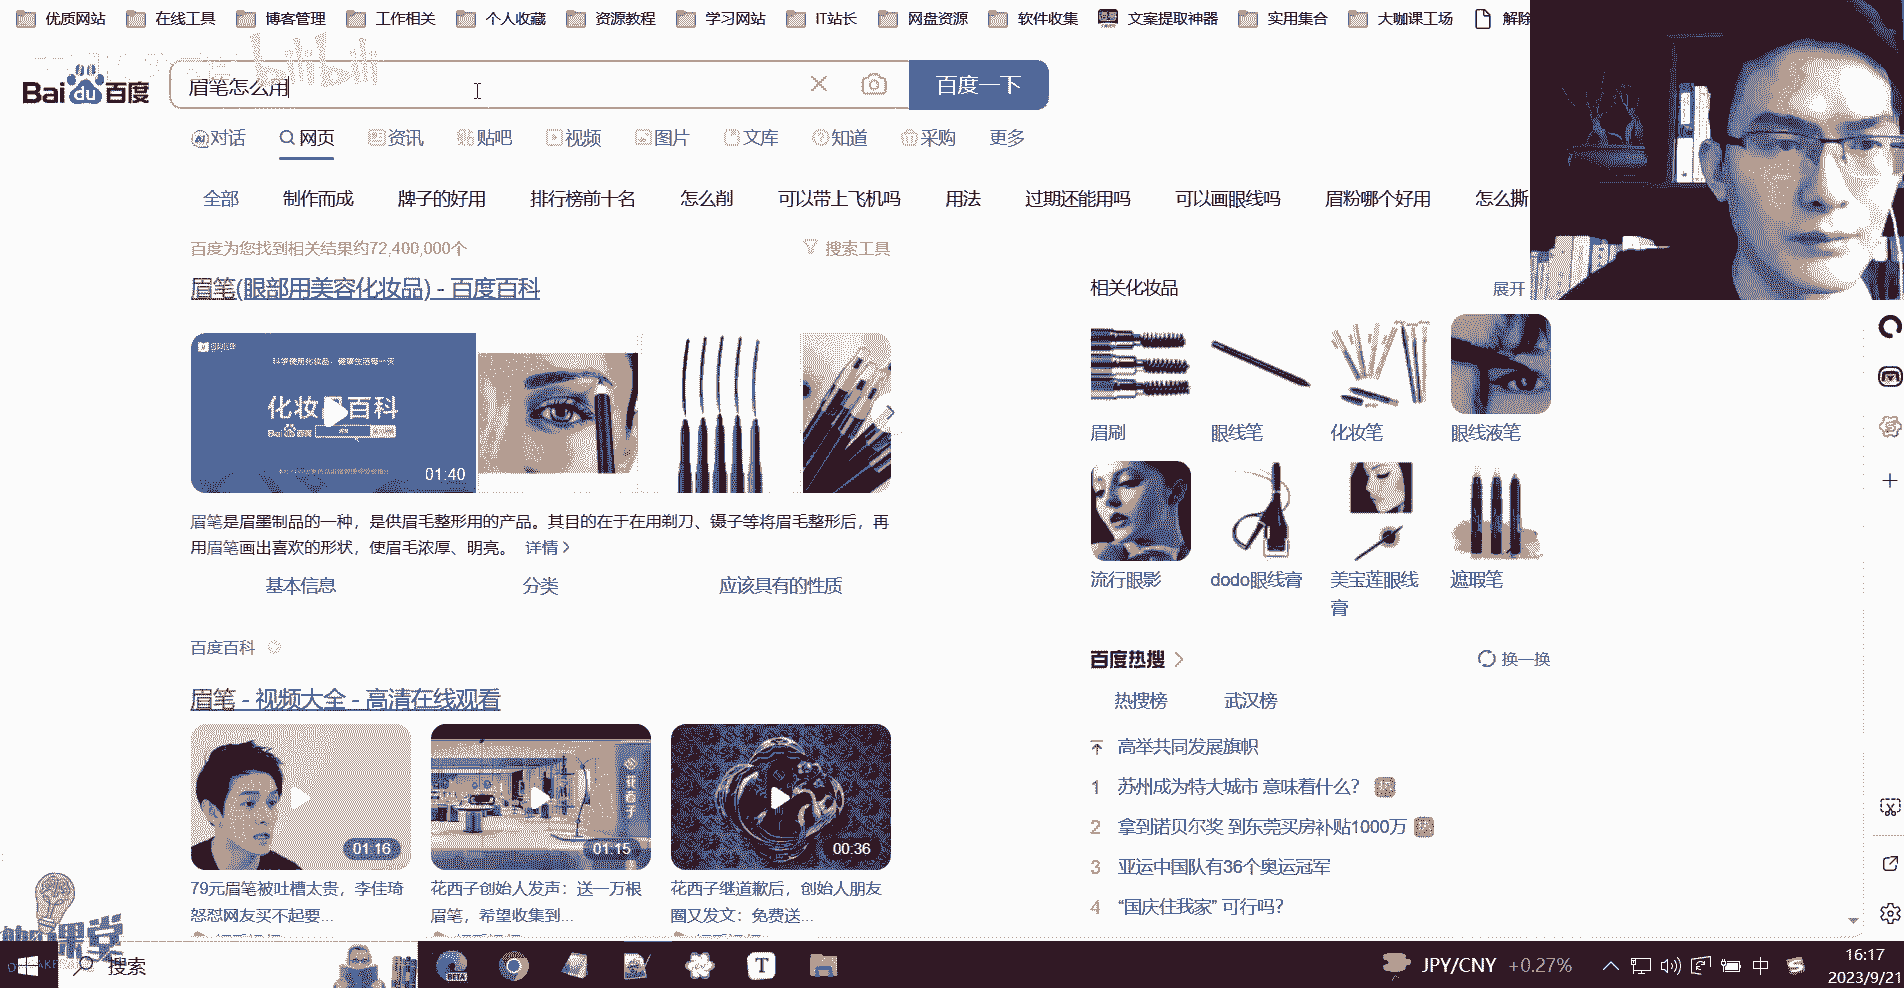 优质网站 在线工具 博客管理 工作相关 个人收藏 资源教程 学习网站 IT站长 网盘资源 软件收集 文案提取神器 实用集合 大咖课工场 解除
bilibili
Bai du 百度 眉笔怎么用 百度一下
对话 网页 资讯 贴吧 视频 图片 文库 知道 采购 更多
全部 制作而成 牌子的好用 排行榜前十名 怎么削 可以带上飞机吗 用法 过期还能用吗 可以画眼线吗 眉粉哪个好用 怎么撕
百度为您找到相关结果约72,400,000个 搜索工具
眉笔(眼部用美容化妆品) - 百度百科
化妆品百科
01:40
眉笔是眉墨制品的一种，是供眉毛整形用的产品。其目的在于在用剃刀、镊子等将眉毛整形后，再
用眉笔画出喜欢的形状，使眉毛浓厚、明亮。 详情
基本信息 分类 应该具有的性质
百度百科
眉笔 - 视频大全 - 高清在线观看
01:16
01:15
00:36
79元眉笔被吐槽太贵，李佳琦
怒怼网友买不起要...
花西子创始人发声：送一万根
眉笔，希望收集到...
花西子继道歉后，创始人朋友
圈又发文：免费送...
相关化妆品 展开
眉刷 眼线笔 化妆笔 眼线液笔
流行眼影 dodo眼线膏 美宝莲眼线
膏
遮瑕笔
百度热搜 换一换
热搜榜 武汉榜
高举共同发展旗帜
1 苏州成为特大城市 意味着什么？
2 拿到诺贝尔奖 到东莞买房补贴1000万
3 亚运中国队有36个奥运冠军
4 “国庆住我家” 可行吗？
课堂
搜索
BETA
T
JPY/CNY +0.27%
中
16:17
2023/9/21